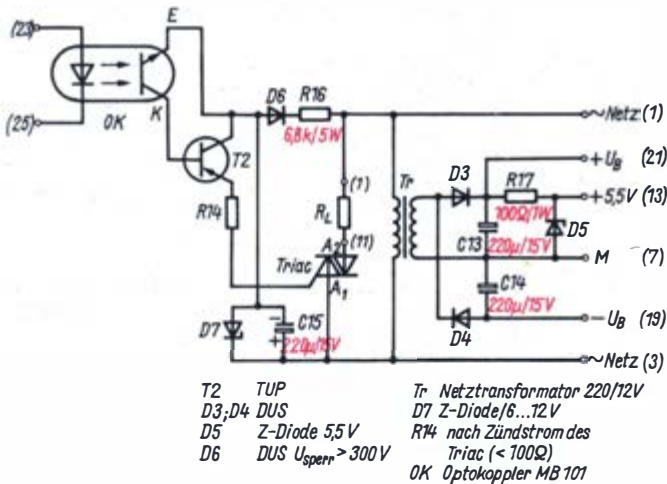 E
(23)
(25)
OK
K
T2
R14
D6
R16
6,8k/5W
(1)
R_L
(11)
A2
Triac
A1
D7
C15
220µ/15V
Tr
~Netz (1)
+U_B (21)
D3
R17
+5,5V (13)
100Ω/1W
D5
C13
220µ/15V
M (7)
C14
220µ/15V
-U_B (19)
D4
~Netz (3)
T2 TUP
D3;D4 DUS
D5 Z-Diode 5,5V
D6 DUS Usperr > 300 V
Tr Netztransformator 220/12V
D7 Z-Diode/6...12V
R14 nach Zündstrom des
Triac (< 100Ω)
OK Optokoppler MB 101